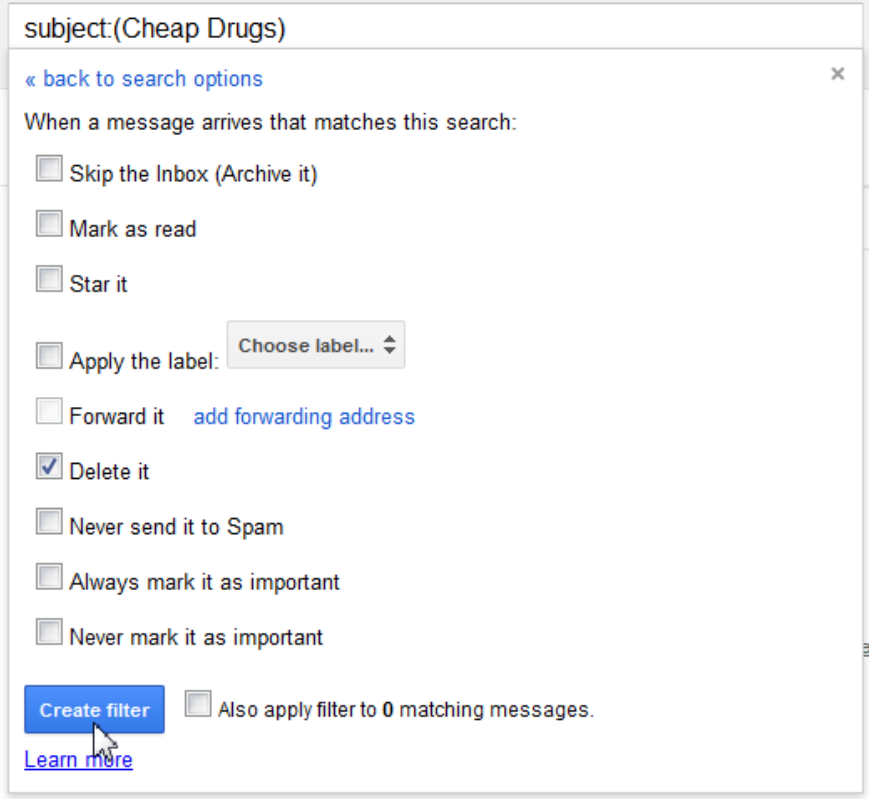 subject:(Cheap Drugs)
« back to search options
×
When a message arrives that matches this search:
Skip the Inbox (Archive it)
Mark as read
Star it
Apply the label: Choose label...
Forward it add forwarding address
Delete it
Never send it to Spam
Always mark it as important
Never mark it as important
Create filter Also apply filter to 0 matching messages.
Learn more